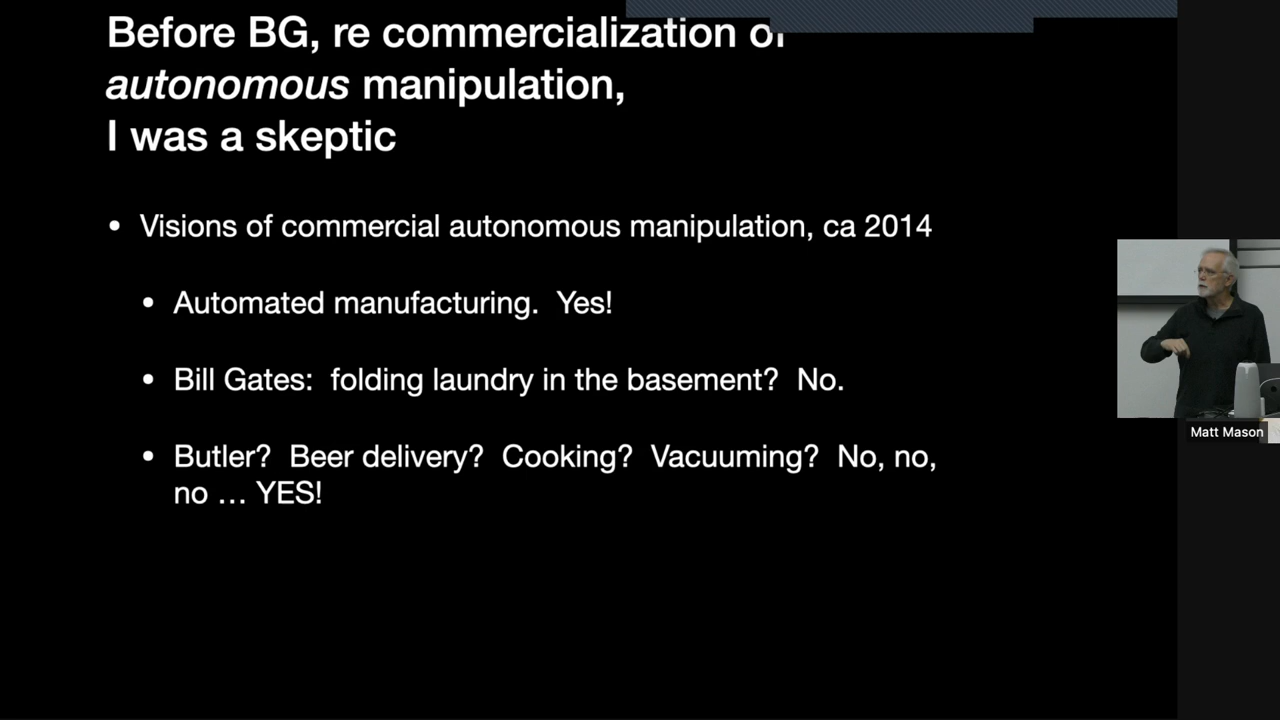 Before BG, re commercialization of
autonomous manipulation,
I was a skeptic
• Visions of commercial autonomous manipulation, ca 2014
• Automated manufacturing. Yes!
• Bill Gates: folding laundry in the basement? No.
• Butler? Beer delivery? Cooking? Vacuuming? No, no,
no … YES!
Matt Mason